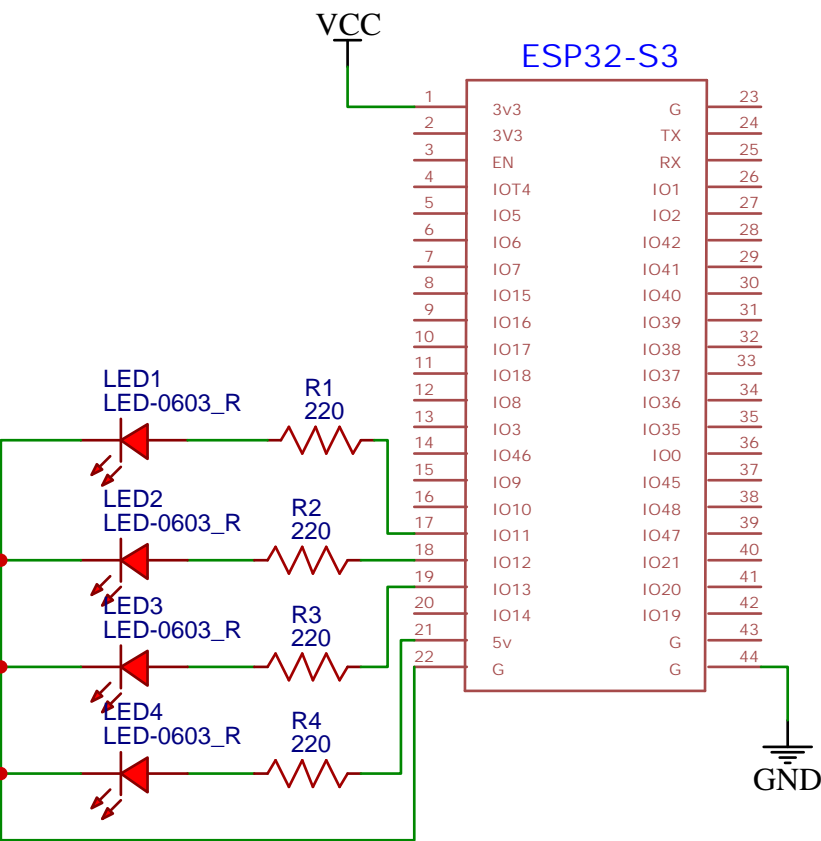 VCC
ESP32-S3
1 3v3 G 23
2 3V3 TX 24
3 EN RX 25
4 IOT4 IO1 26
5 IO5 IO2 27
6 IO6 IO42 28
7 IO7 IO41 29
8 IO15 IO40 30
9 IO16 IO39 31
10 IO17 IO38 32
11 IO18 IO37 33
12 IO8 IO36 34
13 IO3 IO35 35
14 IO46 IO0 36
15 IO9 IO45 37
16 IO10 IO48 38
17 IO11 IO47 39
18 IO12 IO21 40
19 IO13 IO20 41
20 IO14 IO19 42
21 5v G 43
22 G G 44
LED1
LED-0603_R
R1
220
LED2
LED-0603_R
R2
220
LED3
LED-0603_R
R3
220
LED4
LED-0603_R
R4
220
GND